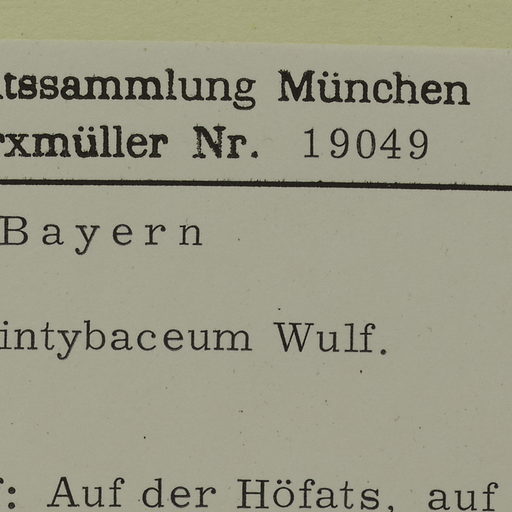 tssammlung München
rxmüller Nr. 19049
Bayern
intybaceum Wulf.
f: Auf der Höfats, auf